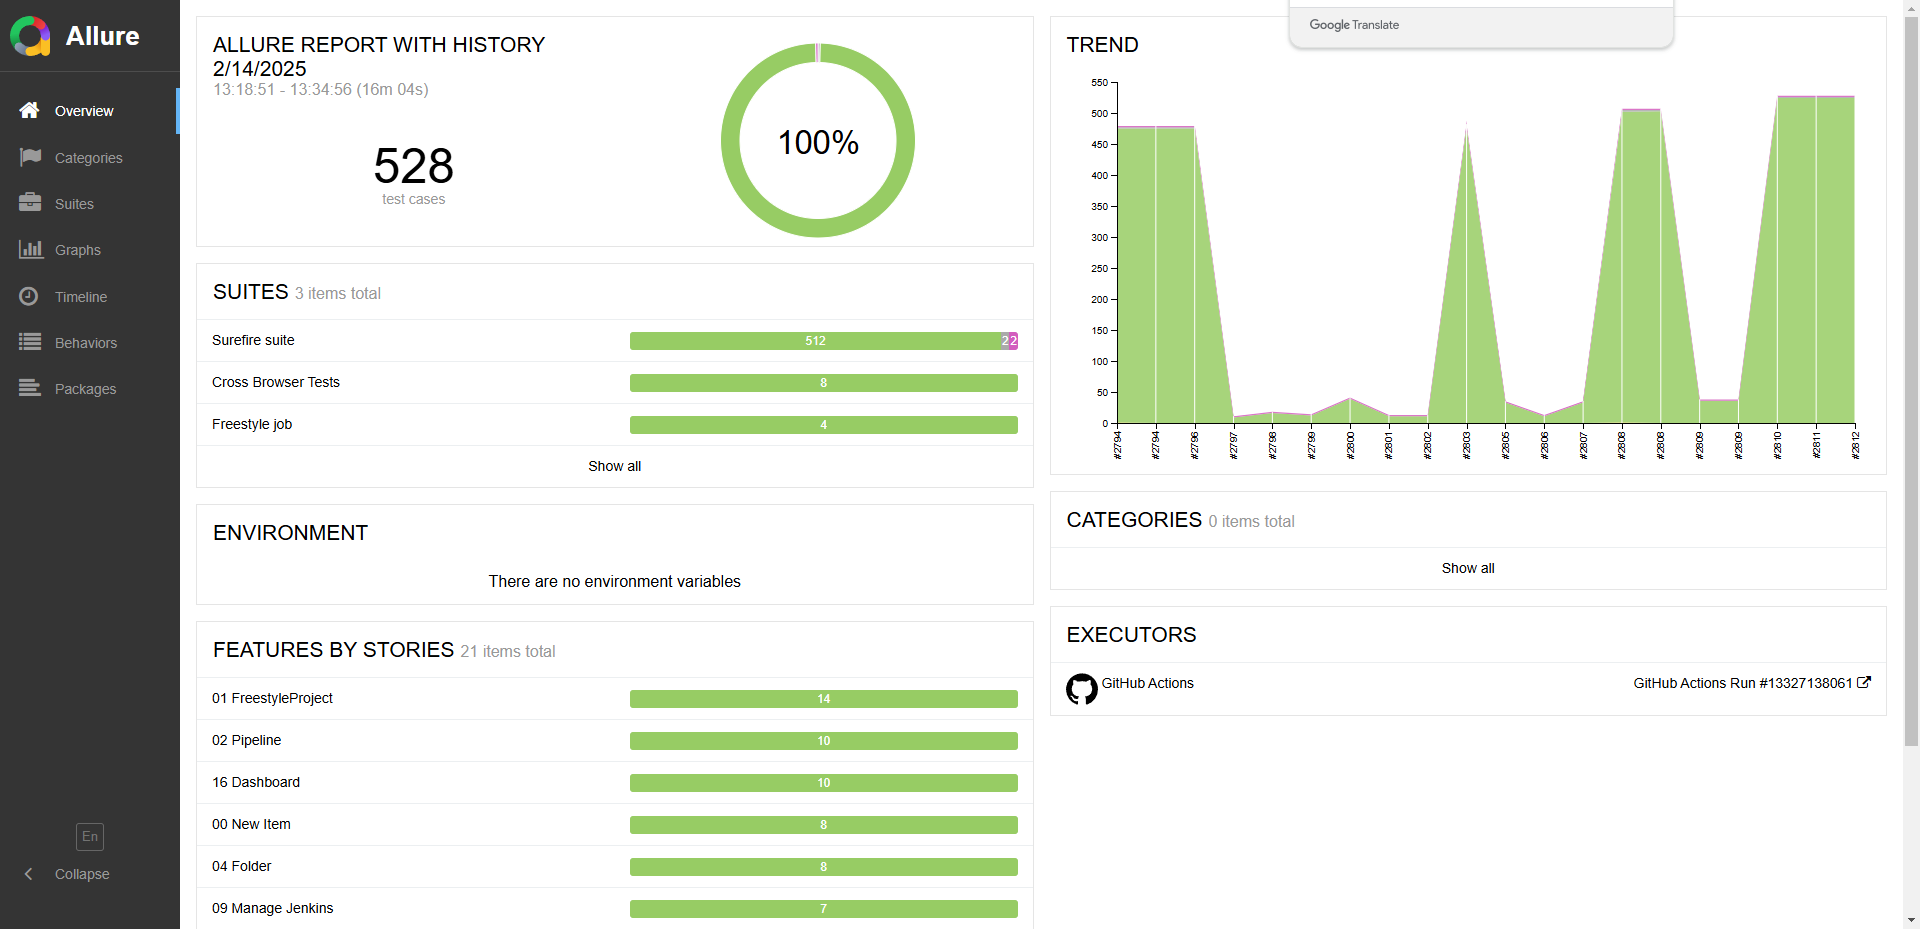 Allure
Overview
Categories
Suites
Graphs
Timeline
Behaviors
Packages
En
Collapse
ALLURE REPORT WITH HISTORY
2/14/2025
13:18:51 - 13:34:56 (16m 04s)
528
test cases
100%
SUITES 3 items total
Surefire suite 512 2 2
Cross Browser Tests 8
Freestyle job 4
Show all
ENVIRONMENT
There are no environment variables
FEATURES BY STORIES 21 items total
01 FreestyleProject 14
02 Pipeline 10
16 Dashboard 10
00 New Item 8
04 Folder 8
09 Manage Jenkins 7
Google Translate
TREND
550
500
450
400
350
300
250
200
150
100
50
0
#2794
#2794
#2796
#2797
#2798
#2799
#2800
#2801
#2802
#2803
#2805
#2806
#2807
#2808
#2808
#2809
#2809
#2810
#2811
#2812
CATEGORIES 0 items total
Show all
EXECUTORS
GitHub Actions GitHub Actions Run #13327138061